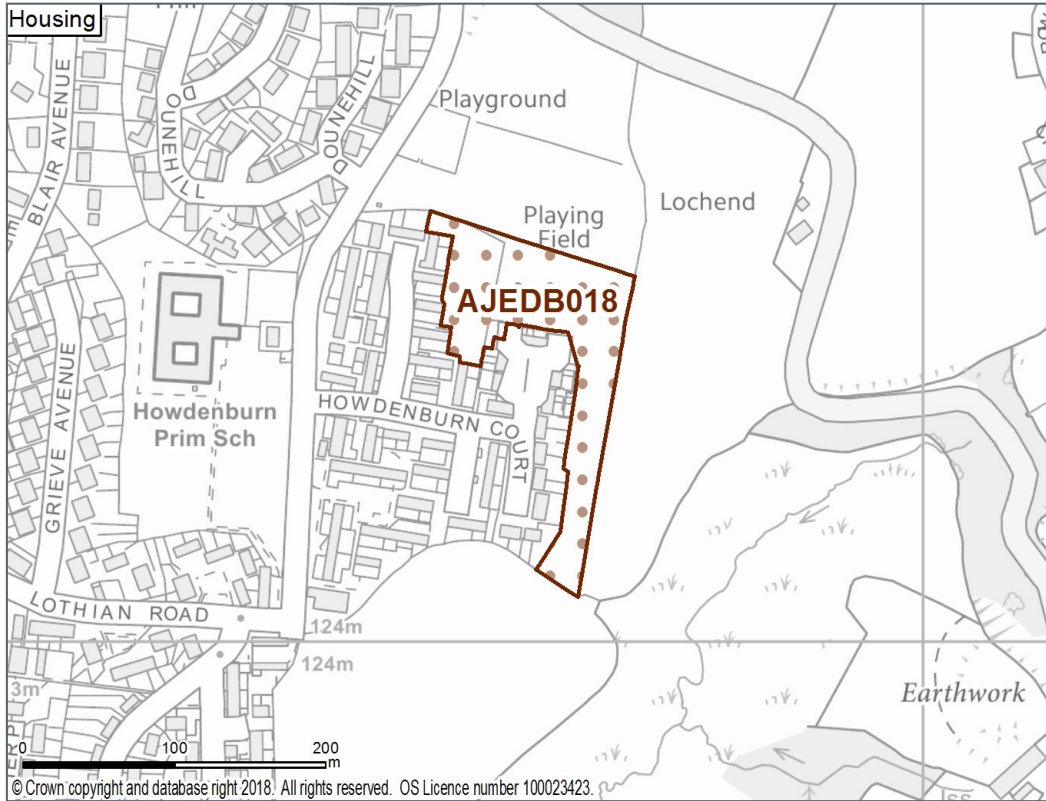 Housing
Playground
DOUNEHILL
DOUNEHILL
BLAIR AVENUE
Playing
Field
Lochend
AJEDB018
Howdenburn
Prim Sch
HOWDENBURN COURT
GRIEVE AVENUE
LOTHIAN ROAD
124m
124m
3m
Earthwork
0 100 200
m
© Crown copyright and database right 2018. All rights reserved. OS Licence number 100023423.